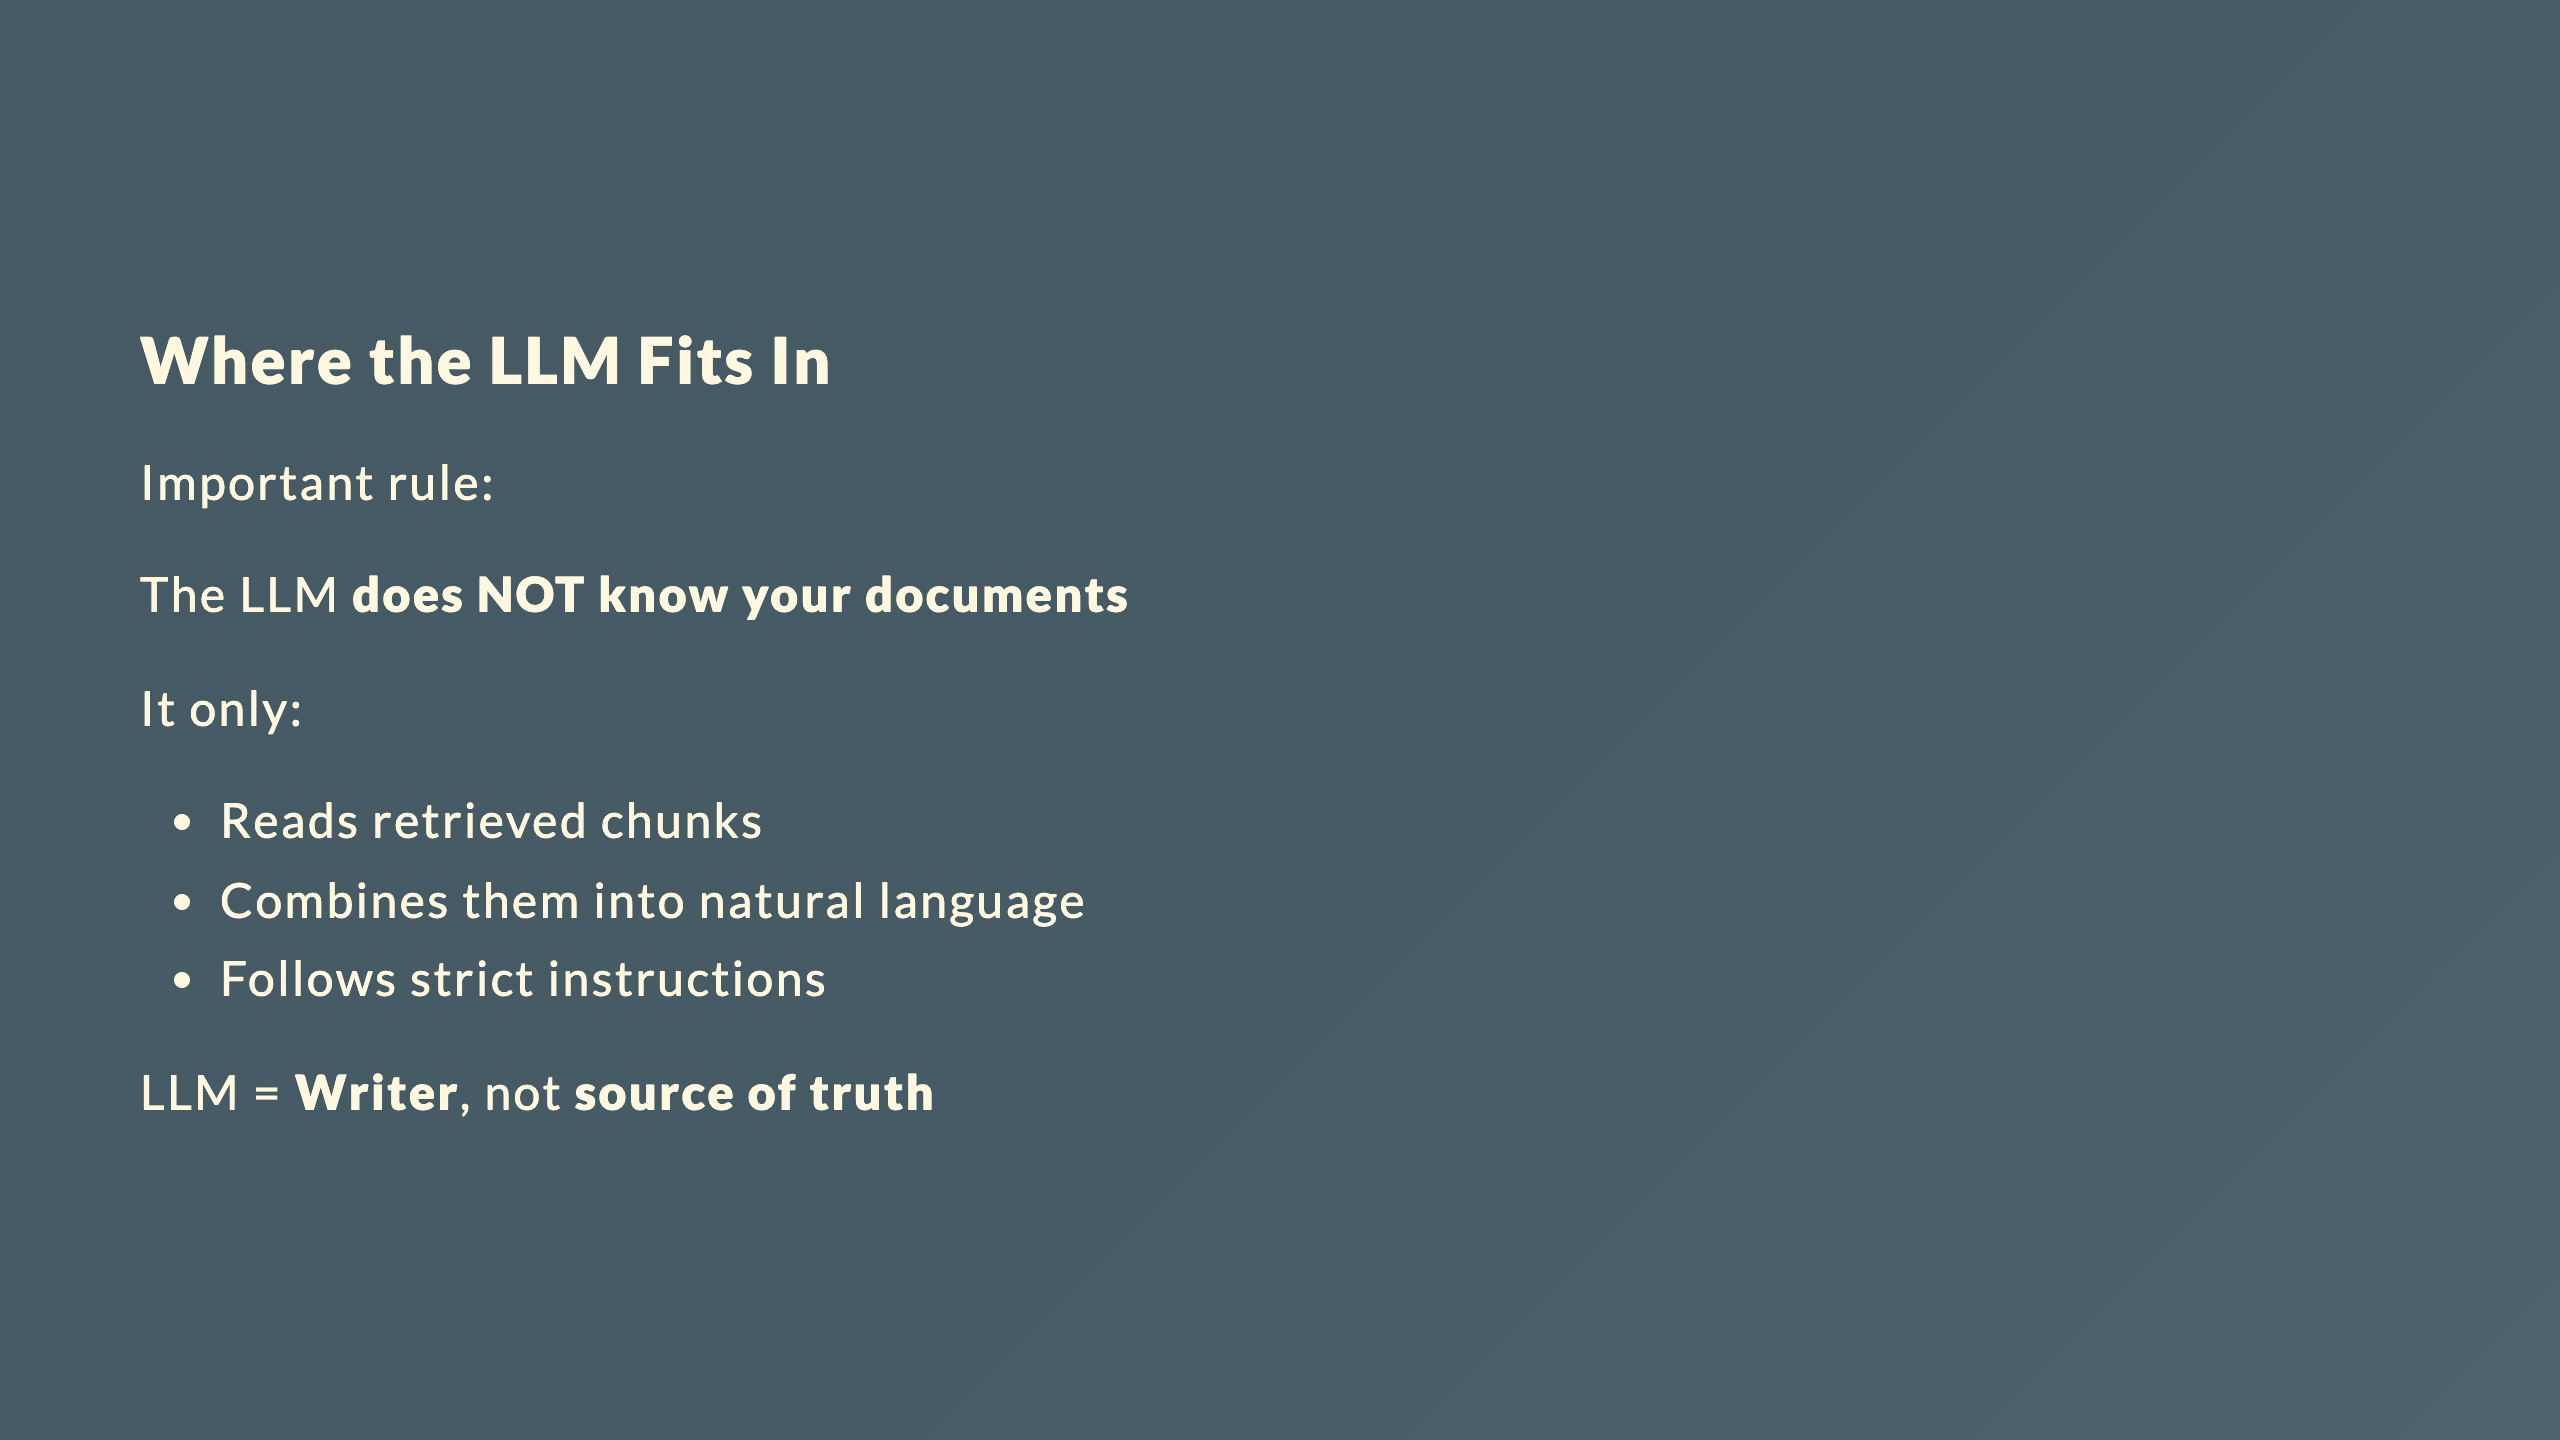 Where the LLM Fits In
Important rule:
The LLM does NOT know your documents
It only:
• Reads retrieved chunks
• Combines them into natural language
• Follows strict instructions
LLM = Writer, not source of truth